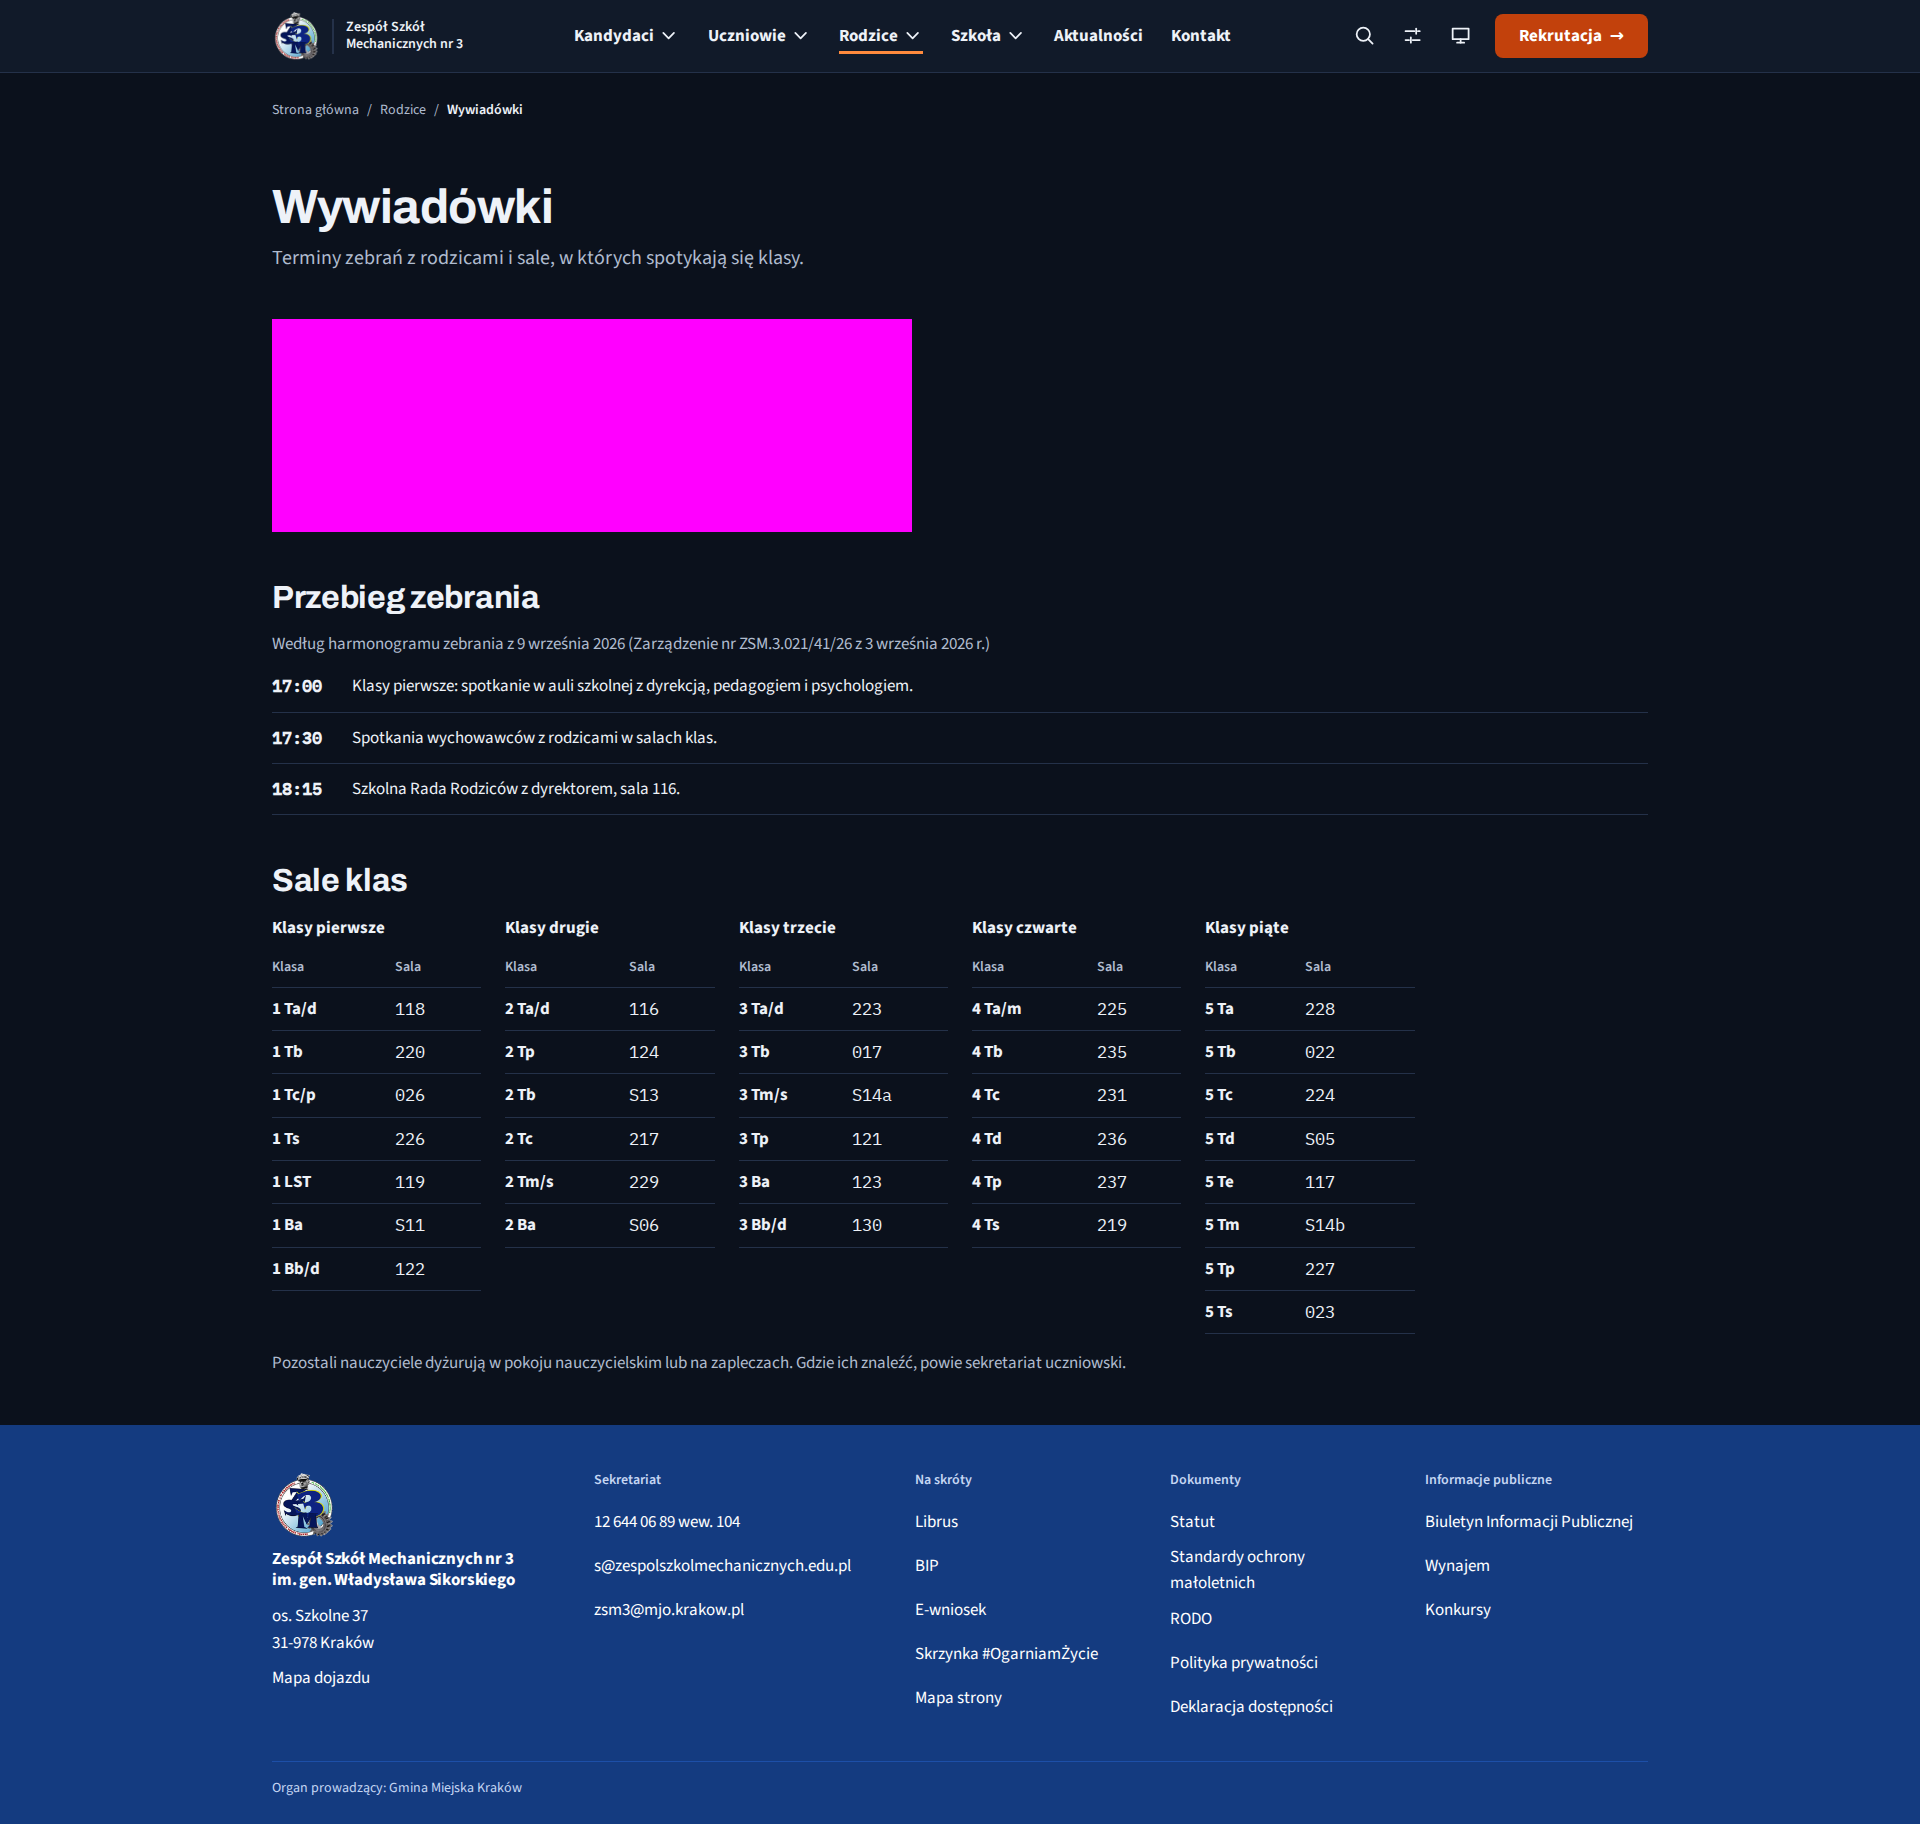 Zespół Szkół
Mechanicznych nr 3
Kandydaci
Uczniowie
Rodzice
Szkoła
Aktualności
Kontakt
Rekrutacja →
Strona główna / Rodzice / Wywiadówki
Wywiadówki
Terminy zebrań z rodzicami i sale, w których spotykają się klasy.
Przebieg zebrania
Według harmonogramu zebrania z 9 września 2026 (Zarządzenie nr ZSM.3.021/41/26 z 3 września 2026 r.)
17:00 Klasy pierwsze: spotkanie w auli szkolnej z dyrekcją, pedagogiem i psychologiem.
17:30 Spotkania wychowawców z rodzicami w salach klas.
18:15 Szkolna Rada Rodziców z dyrektorem, sala 116.
Sale klas
Klasy pierwsze
Klasa Sala
1 Ta/d 118
1 Tb 220
1 Tc/p 026
1 Ts 226
1 LST 119
1 Ba S11
1 Bb/d 122
Klasy drugie
Klasa Sala
2 Ta/d 116
2 Tp 124
2 Tb S13
2 Tc 217
2 Tm/s 229
2 Ba S06
Klasy trzecie
Klasa Sala
3 Ta/d 223
3 Tb 017
3 Tm/s S14a
3 Tp 121
3 Ba 123
3 Bb/d 130
Klasy czwarte
Klasa Sala
4 Ta/m 225
4 Tb 235
4 Tc 231
4 Td 236
4 Tp 237
4 Ts 219
Klasy piąte
Klasa Sala
5 Ta 228
5 Tb 022
5 Tc 224
5 Td S05
5 Te 117
5 Tm S14b
5 Tp 227
5 Ts 023
Pozostali nauczyciele dyżurują w pokoju nauczycielskim lub na zapleczach. Gdzie ich znaleźć, powie sekretariat uczniowski.
Zespół Szkół Mechanicznych nr 3
im. gen. Władysława Sikorskiego
os. Szkolne 37
31-978 Kraków
Mapa dojazdu
Sekretariat
12 644 06 89 wew. 104
s@zespolszkolmechanicznych.edu.pl
zsm3@mjo.krakow.pl
Na skróty
Librus
BIP
E-wniosek
Skrzynka #OgarniamŻycie
Mapa strony
Dokumenty
Statut
Standardy ochrony
małoletnich
RODO
Polityka prywatności
Deklaracja dostępności
Informacje publiczne
Biuletyn Informacji Publicznej
Wynajem
Konkursy
Organ prowadzący: Gmina Miejska Kraków